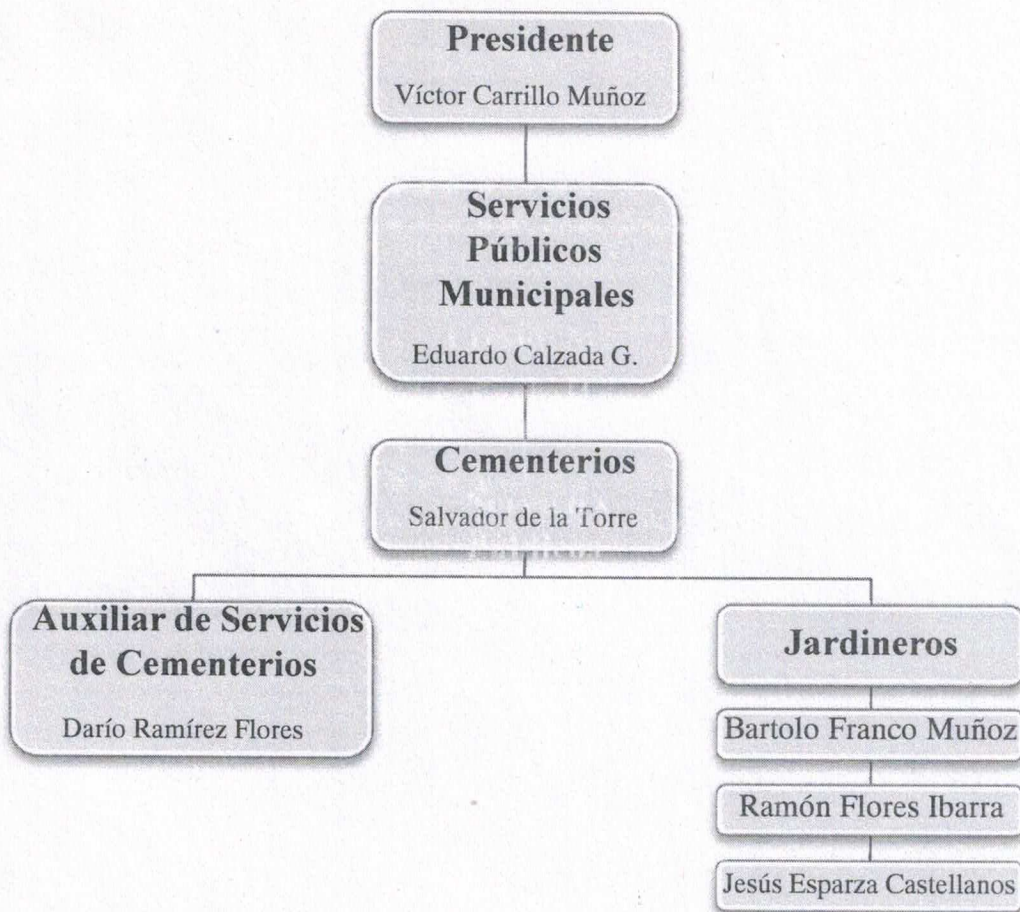 Presidente
Víctor Carrillo Muñoz
Servicios
Públicos
Municipales
Eduardo Calzada G.
Cementerios
Salvador de la Torre
Auxiliar de Servicios
de Cementerios
Darío Ramírez Flores
Jardineros
Bartolo Franco Muñoz
Ramón Flores Ibarra
Jesús Esparza Castellanos